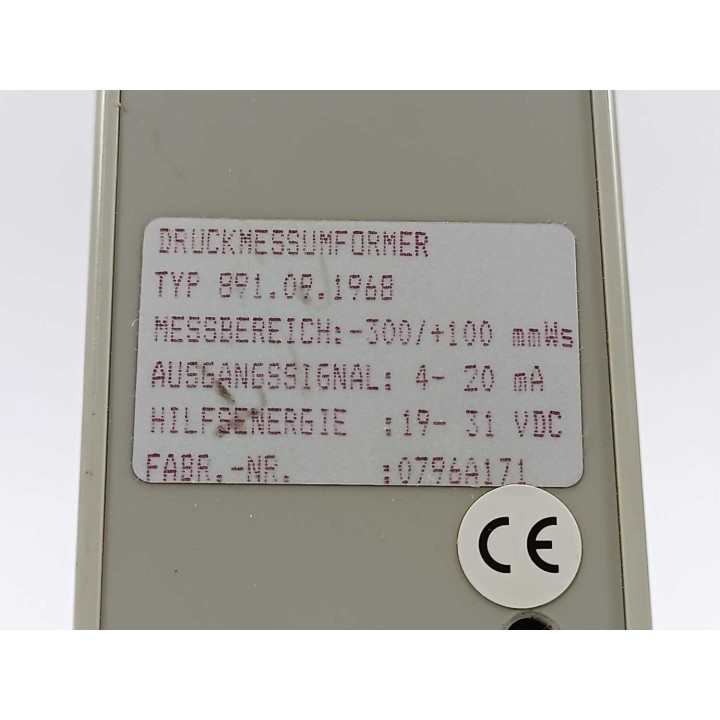 DRUCKMESSUMFORMER
TYP 891.09.1968
MESSBEREICH:-300/+100 mmWs
AUSGANGSSIGNAL: 4- 20 mA
HILFSENERGIE :19- 31 VDC
FABR.-NR. :0796A171
CE